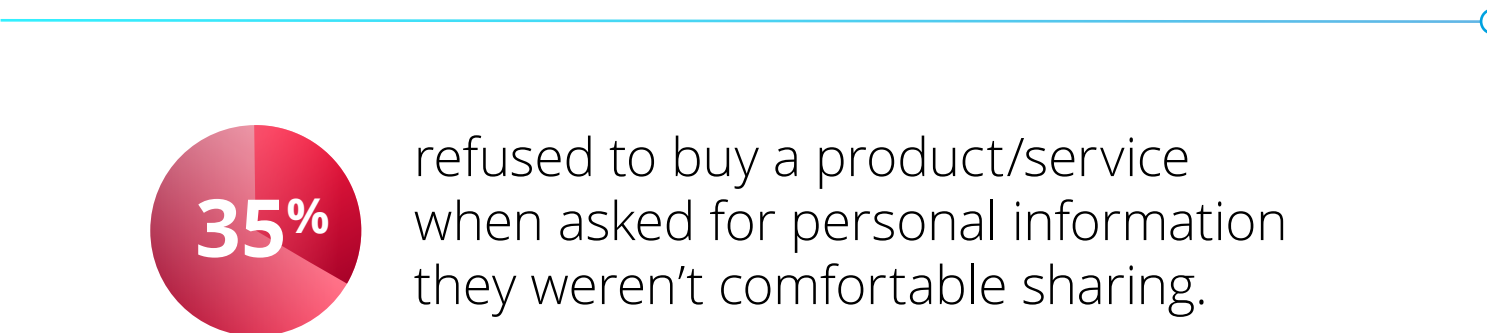 35%
refused to buy a product/service
when asked for personal information
they weren’t comfortable sharing.